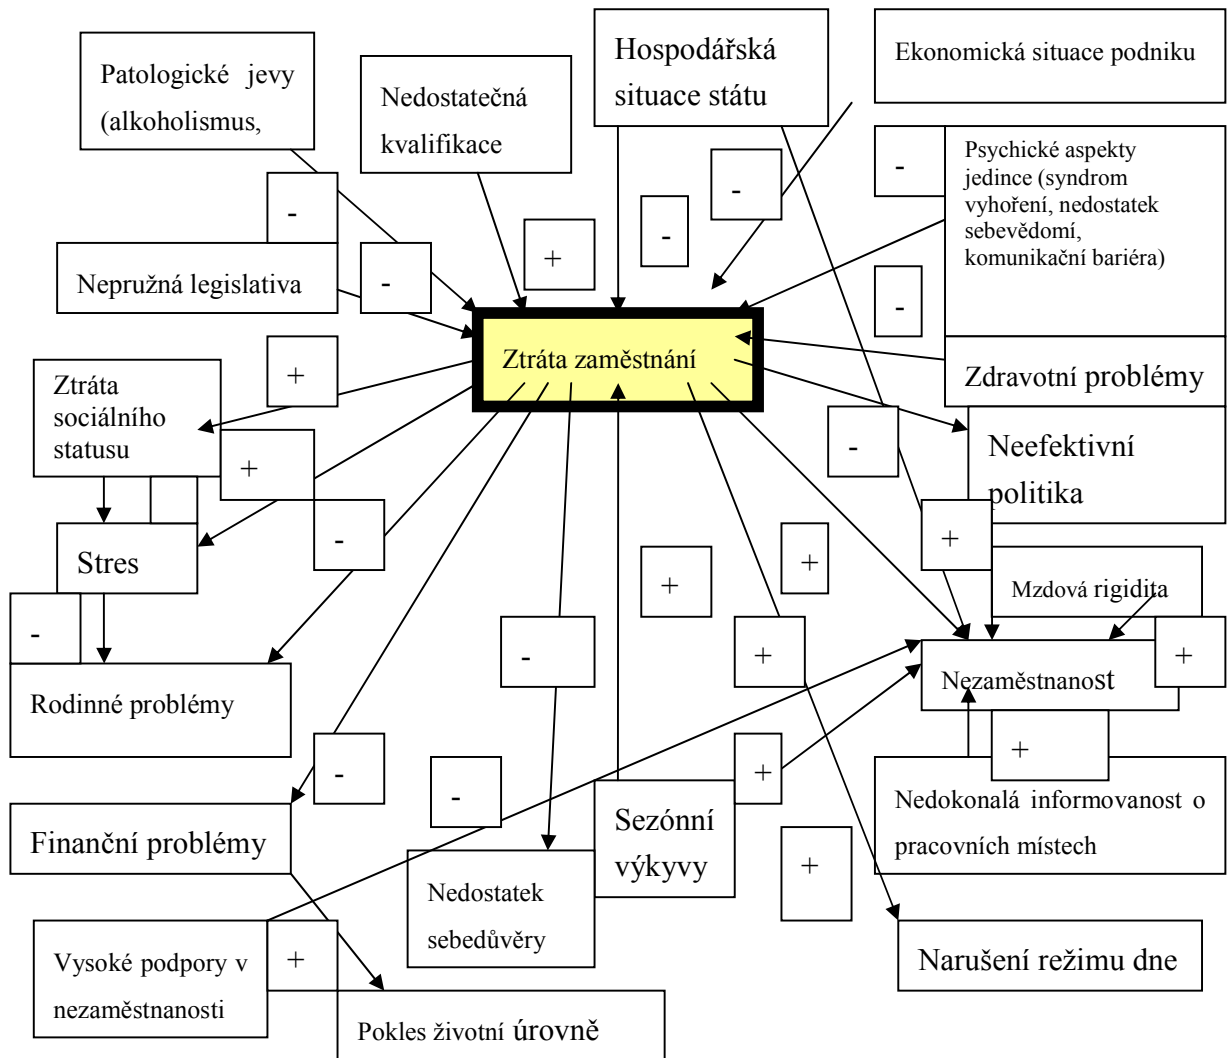 Patologické jevy
(alkoholismus,
Nedostatečná
kvalifikace
Hospodářská
situace státu
Ekonomická situace podniku
Psychické aspekty
jedince (syndrom
vyhoření, nedostatek
sebevědomí,
komunikační bariéra)
-
-
-
-
+
-
-
-
Nepružná legislativa
Ztráta zaměstnání
Zdravotní problémy
+
Ztráta
sociálního
statusu
-
Neefektivní
politika
+
-
+
+
+
Stres
Mzdová rigidita
-
-
+
+
Nezaměstnanost
Rodinné problémy
-
-
+
+
Nedokonalá informovanost o
pracovních místech
Finanční problémy
Sezónní
výkyvy
+
Nedostatek
sebedůvěry
Vysoké podpory v
nezaměstnanosti
+
Narušení režimu dne
Pokles životní úrovně